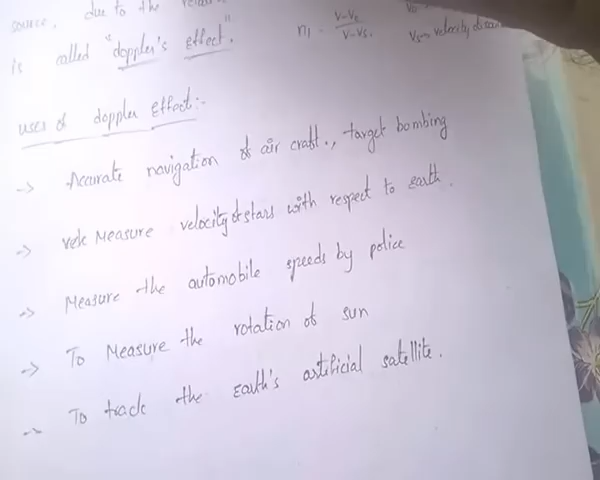 source, due to the
n¹ = V-V₀ / V-Vs.
Vs → velocity of
is called "doppler's effect".
uses of doppler effect:-
-> Accurate navigation of air craft., target bombing
-> Measure velocity of stars with respect to earth.
-> Measure the automobile speeds by police
-> To Measure the rotation of sun
-> To track the Earth's artificial satellite.